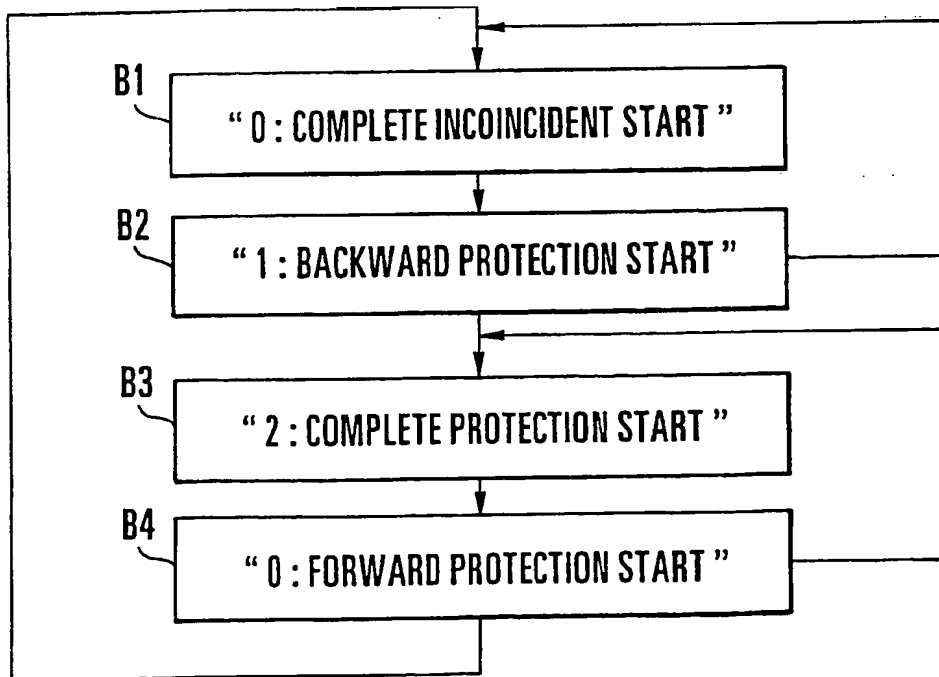 B1
“ 0 : COMPLETE INCOINCIDENT START ”
B2
“ 1 : BACKWARD PROTECTION START ”
B3
“ 2 : COMPLETE PROTECTION START ”
B4
“ 0 : FORWARD PROTECTION START ”